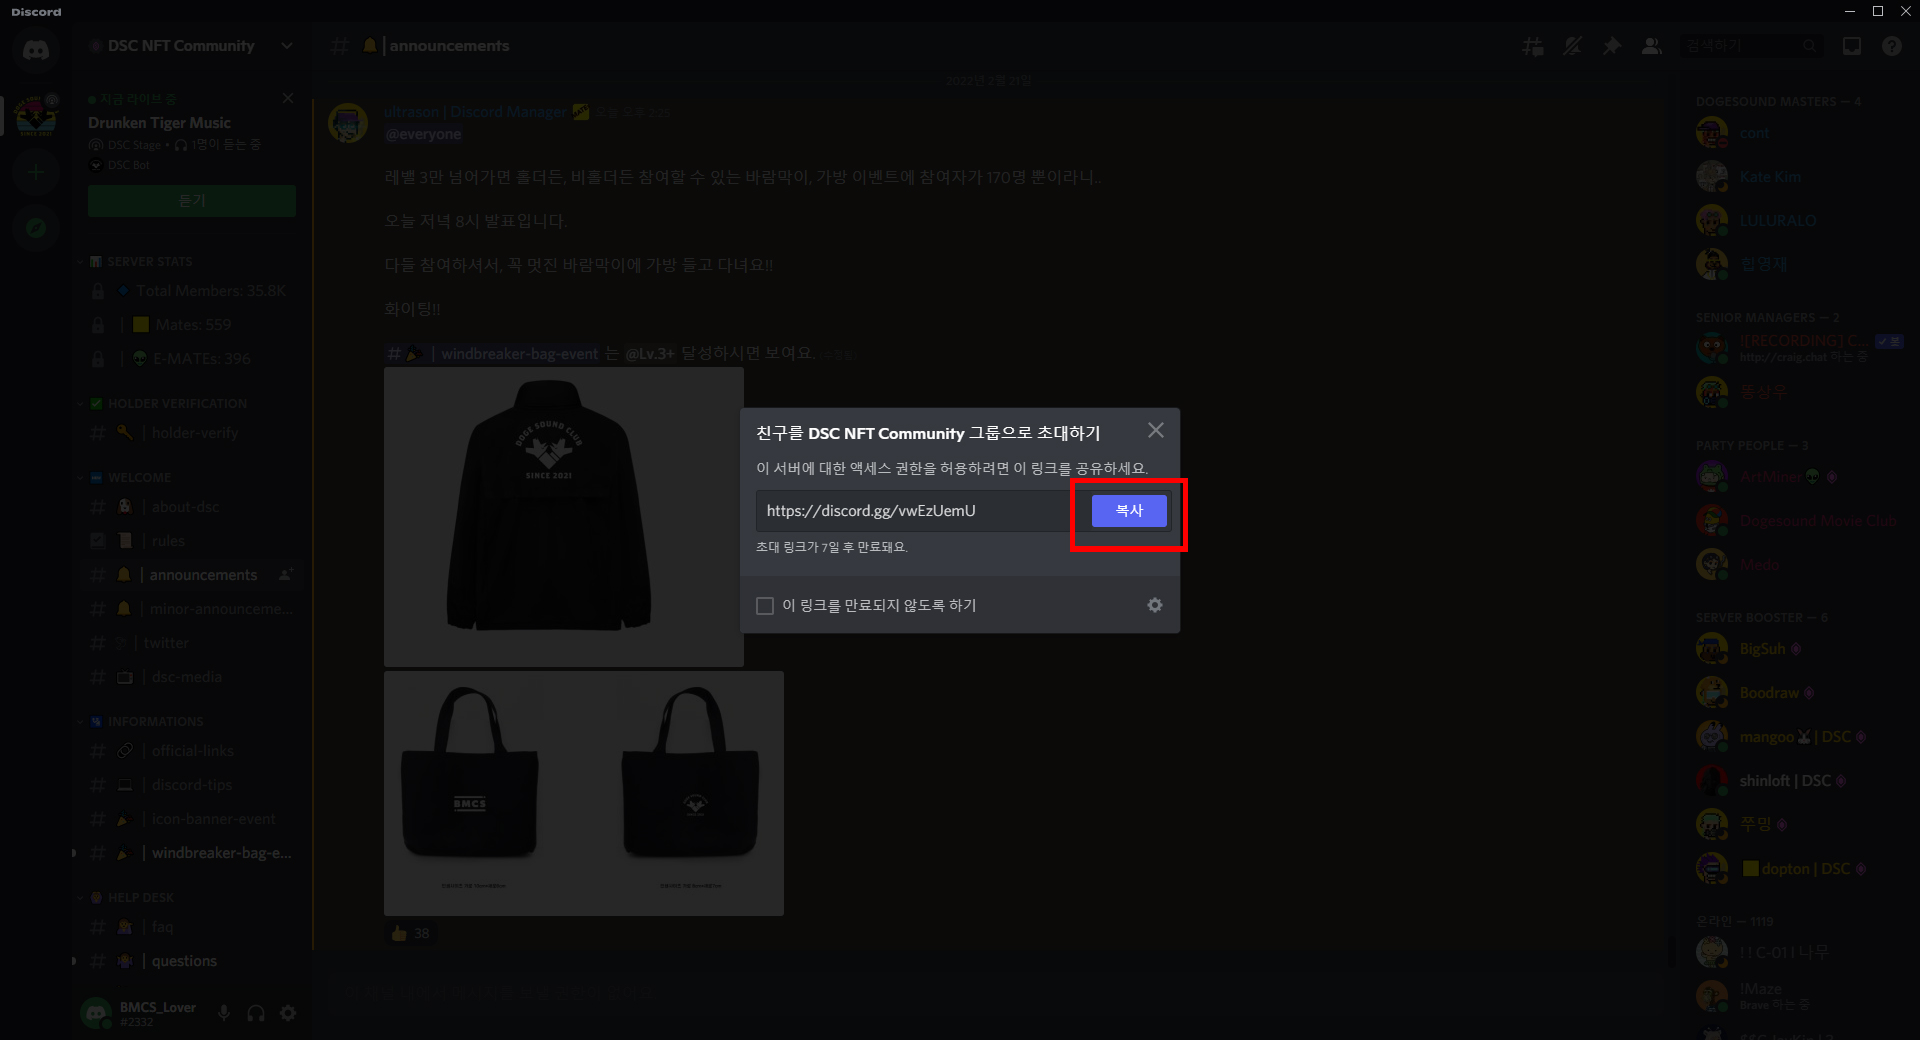 Discord
DSC NFT Community
announcements
검색하기
2022년 2월 21일
지금 라이브 중
Drunken Tiger Music
DSC Stage • 1명이 듣는 중
DSC Bot
듣기
SERVER STATS
Total Members: 35.8K
| Mates: 559
| E-MATEs: 396
HOLDER VERIFICATION
| holder-verify
WELCOME
| about-dsc
| rules
| announcements
| minor-announceme...
| twitter
| dsc-media
INFORMATIONS
| official-links
| discord-tips
| icon-banner-event
| windbreaker-bag-e...
HELP DESK
| faq
| questions
BMCS_Lover
#2332
ultrason | Discord Manager 오늘 오후 2:25
@everyone
레벨 3만 넘어가면 홀더든, 비홀더든 참여할 수 있는 바람막이, 가방 이벤트에 참여자가 170명 뿐이라니..
오늘 저녁 8시 발표입니다.
다들 참여하셔서, 꼭 멋진 바람막이에 가방 들고 다녀요!!
화이팅!!
# | windbreaker-bag-event 는 @Lv.3+ 달성하시면 보여요. (수정됨)
DOGE SOUND CLUB
SINCE 2021
BMCS
38
친구를 DSC NFT Community 그룹으로 초대하기
이 서버에 대한 액세스 권한을 허용하려면 이 링크를 공유하세요.
https://discord.gg/vwEzUemU
복사
초대 링크가 7일 후 만료돼요.
이 링크를 만료되지 않도록 하기
DOGESOUND MASTERS — 4
cont
Kate Kim
LULURALO
힙영재
SENIOR MANAGERS — 2
![RECORDING] C... 봇
http://craig.chat 하는 중
똥상우
PARTY PEOPLE — 3
ArtMiner
Dogesound Movie Club
Medu
SERVER BOOSTER — 6
BigSuh
Boodraw
mangoo | DSC
shinloft | DSC
쭈밍
dopton | DSC
온라인 — 1119
! ! C-01 | 나무
!Maze
Brave 하는 중